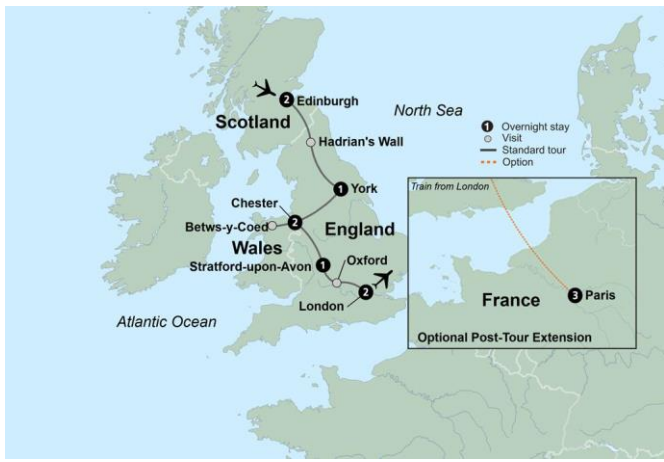 2 Edinburgh
Scotland
North Sea
Hadrian's Wall
1 Overnight stay
Visit
Standard tour
Option
Train from London
1 York
Chester
2
Betws-y-Coed
England
Wales
Stratford-upon-Avon 1
Oxford
London 2
Atlantic Ocean
France
3 Paris
Optional Post-Tour Extension